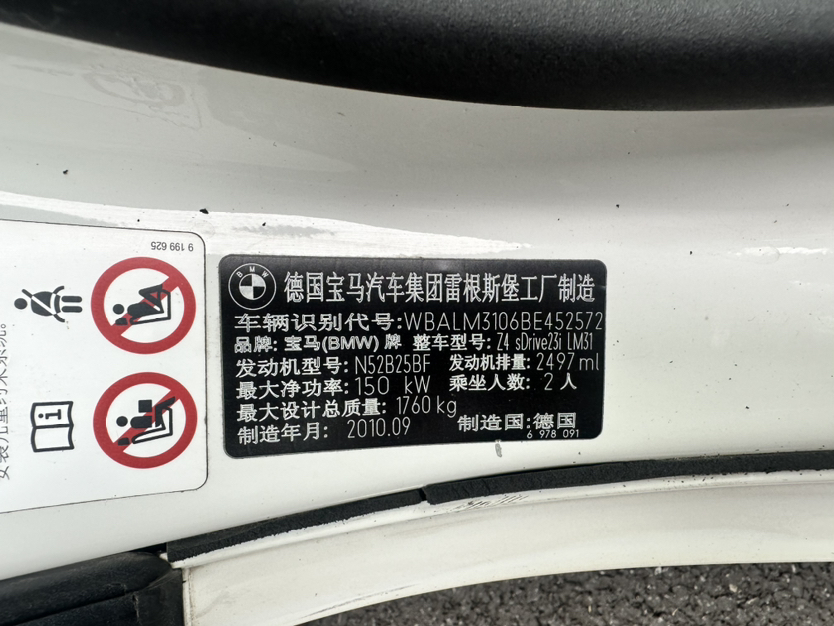 9 199 625
BMW
德国宝马汽车集团雷根斯堡工厂制造
车辆识别代号:WBALM3106BE452572
品牌: 宝马(BMW) 牌 整车型号: Z4 sDrive23i LM31
发动机型号: N52B25BF 发动机排量: 2497 ml
最大净功率: 150 kW 乘坐人数: 2 人
最大设计总质量: 1760 kg
制造年月: 2010.09 制造国: 德国
6 978 091